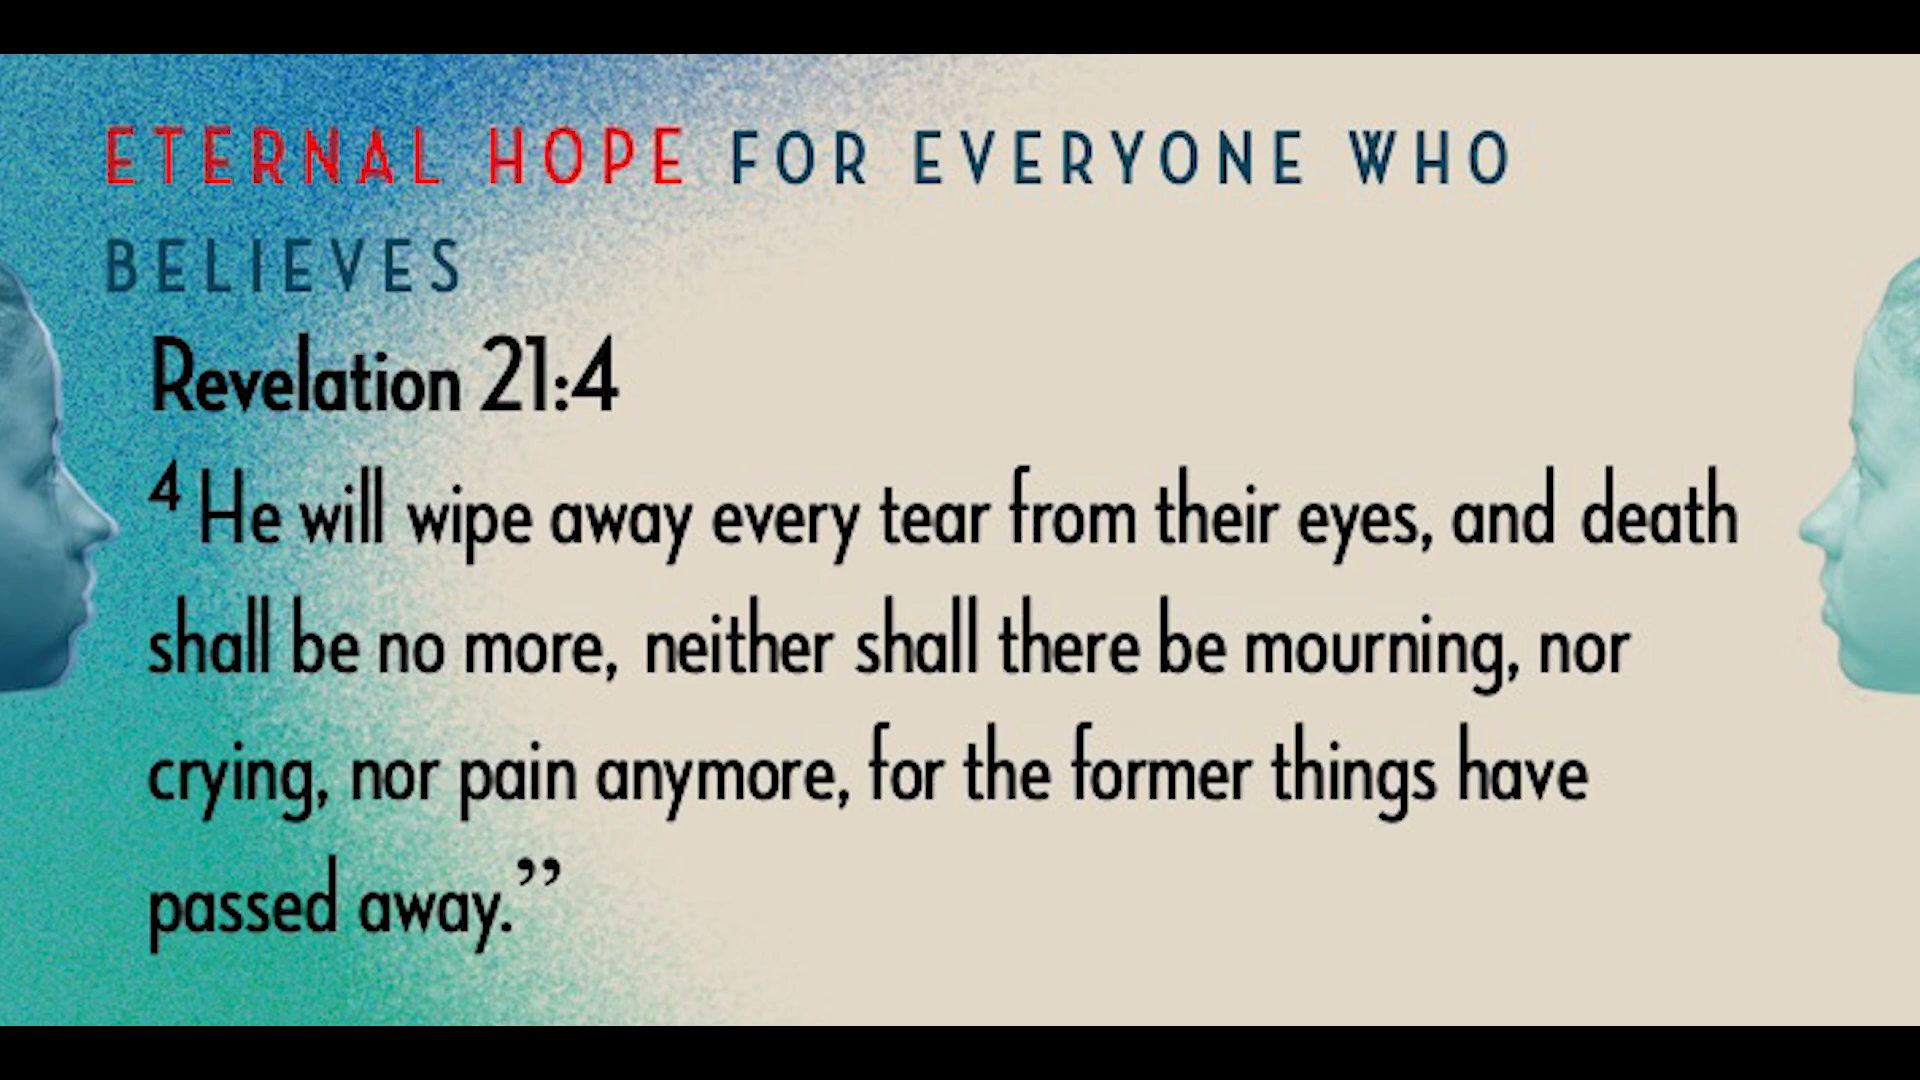 ETERNAL HOPE FOR EVERYONE WHO
BELIEVES
Revelation 21:4
4 He will wipe away every tear from their eyes, and death
shall be no more, neither shall there be mourning, nor
crying, nor pain anymore, for the former things have
passed away.”